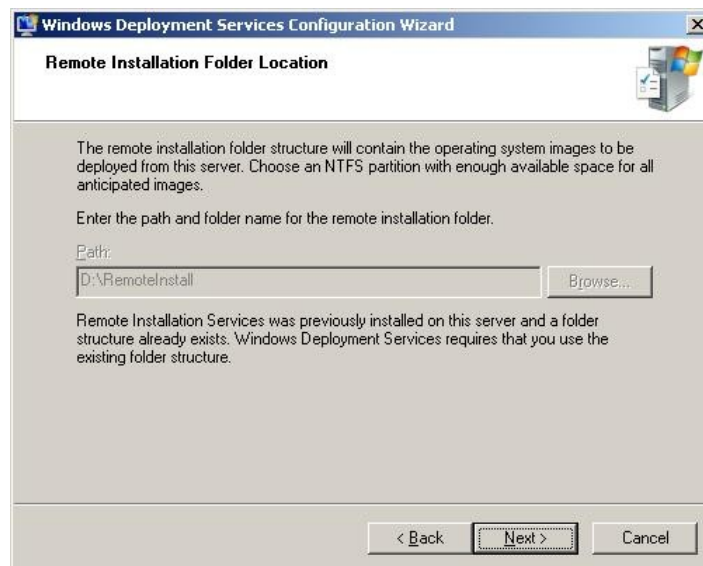 Windows Deployment Services Configuration Wizard
Remote Installation Folder Location
The remote installation folder structure will contain the operating system images to be
deployed from this server. Choose an NTFS partition with enough available space for all
anticipated images.
Enter the path and folder name for the remote installation folder.
Path:
D:\RemoteInstall
Browse...
Remote Installation Services was previously installed on this server and a folder
structure already exists. Windows Deployment Services requires that you use the
existing folder structure.
< Back Next > Cancel